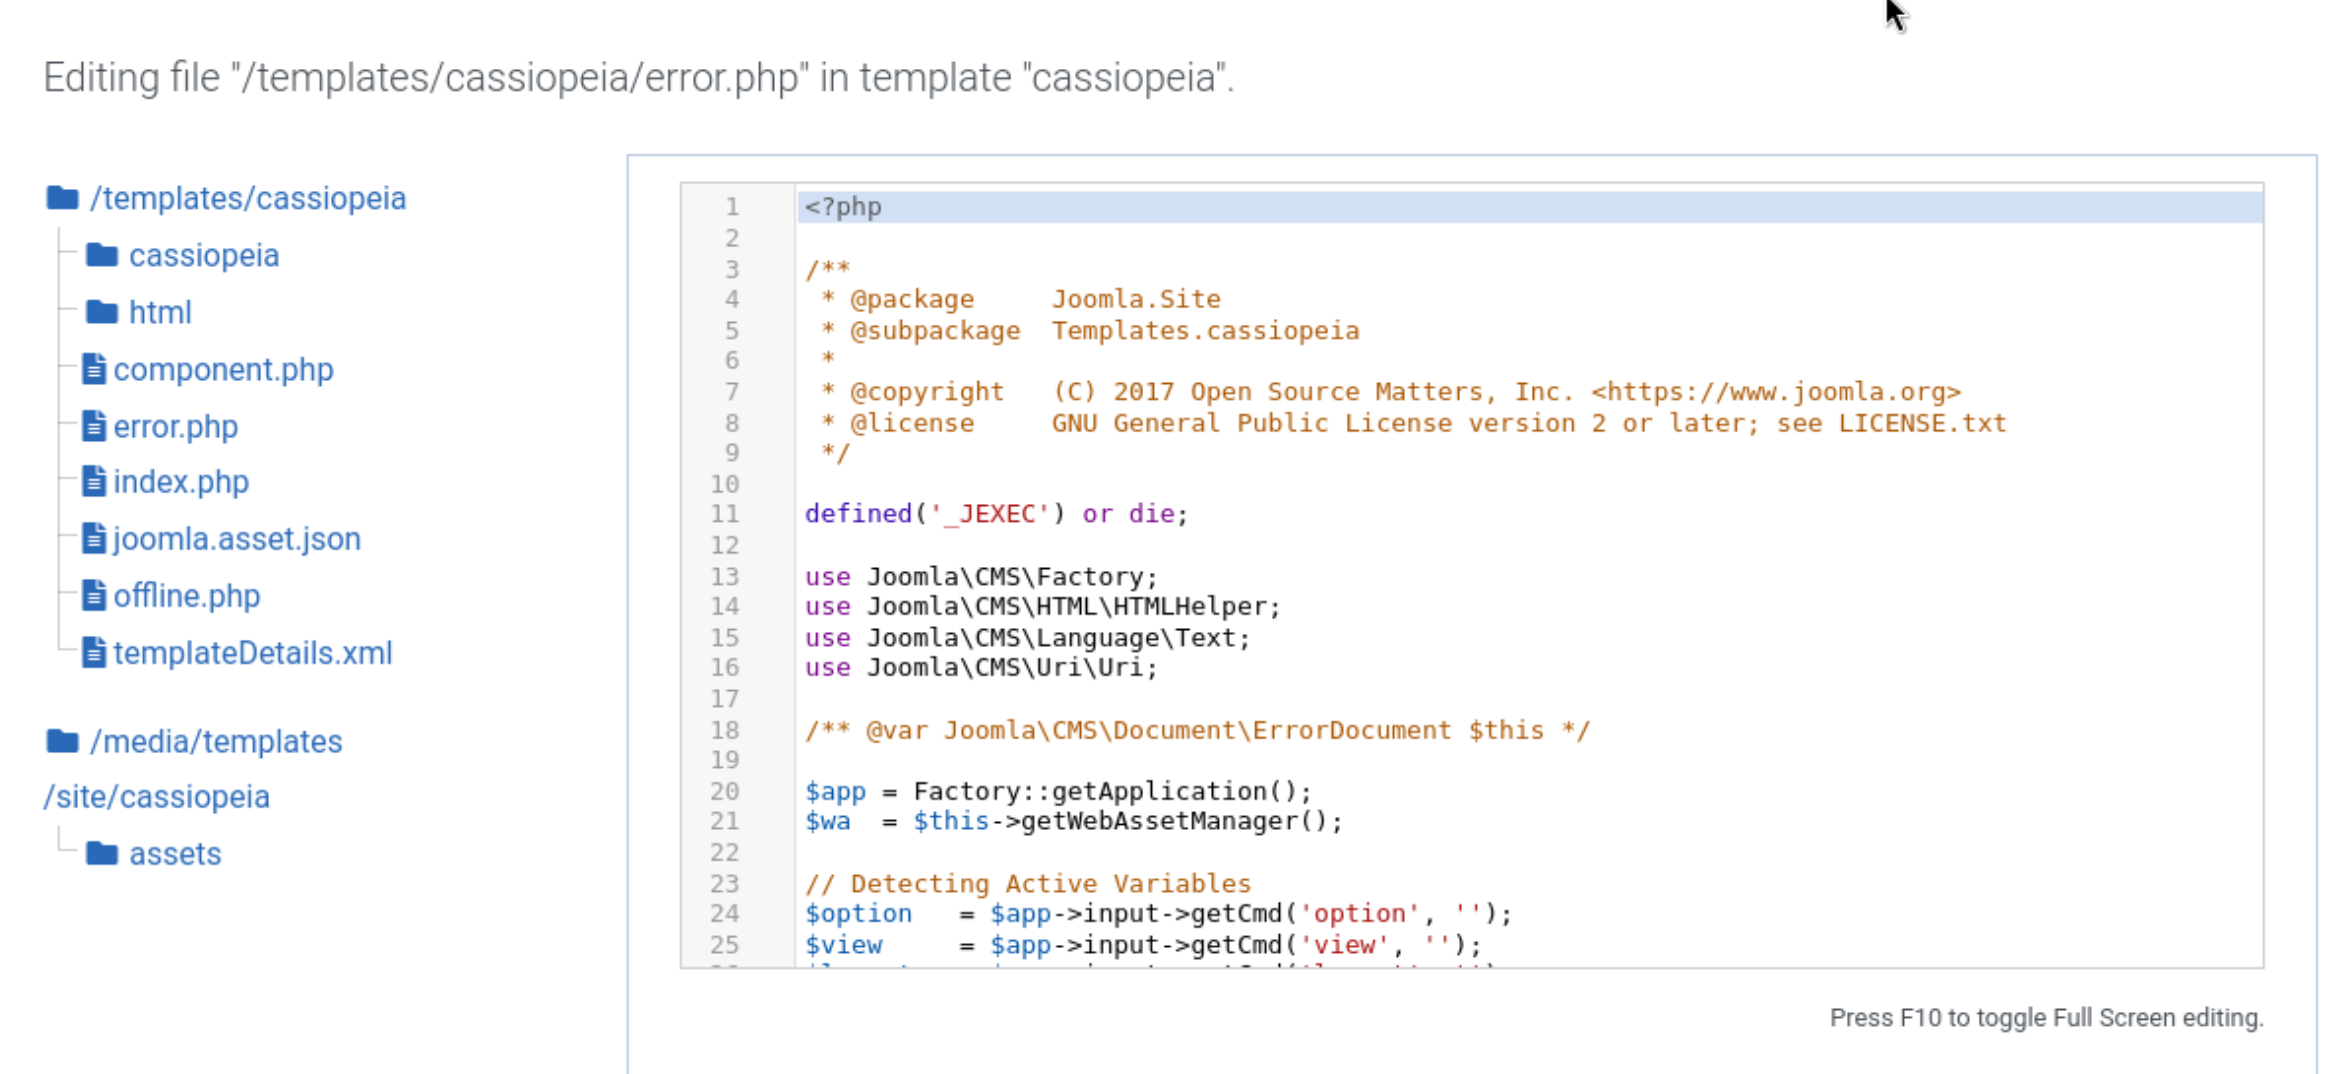 Editing file "/templates/cassiopeia/error.php" in template "cassiopeia".
/templates/cassiopeia
cassiopeia
html
component.php
error.php
index.php
joomla.asset.json
offline.php
templateDetails.xml
/media/templates
/site/cassiopeia
assets
1 <?php
2
3 /**
4  * @package     Joomla.Site
5  * @subpackage  Templates.cassiopeia
6  *
7  * @copyright   (C) 2017 Open Source Matters, Inc. <https://www.joomla.org>
8  * @license     GNU General Public License version 2 or later; see LICENSE.txt
9  */
10
11 defined('_JEXEC') or die;
12
13 use Joomla\CMS\Factory;
14 use Joomla\CMS\HTML\HTMLHelper;
15 use Joomla\CMS\Language\Text;
16 use Joomla\CMS\Uri\Uri;
17
18 /** @var Joomla\CMS\Document\ErrorDocument $this */
19
20 $app = Factory::getApplication();
21 $wa  = $this->getWebAssetManager();
22
23 // Detecting Active Variables
24 $option   = $app->input->getCmd('option', '');
25 $view     = $app->input->getCmd('view', '');
Press F10 to toggle Full Screen editing.